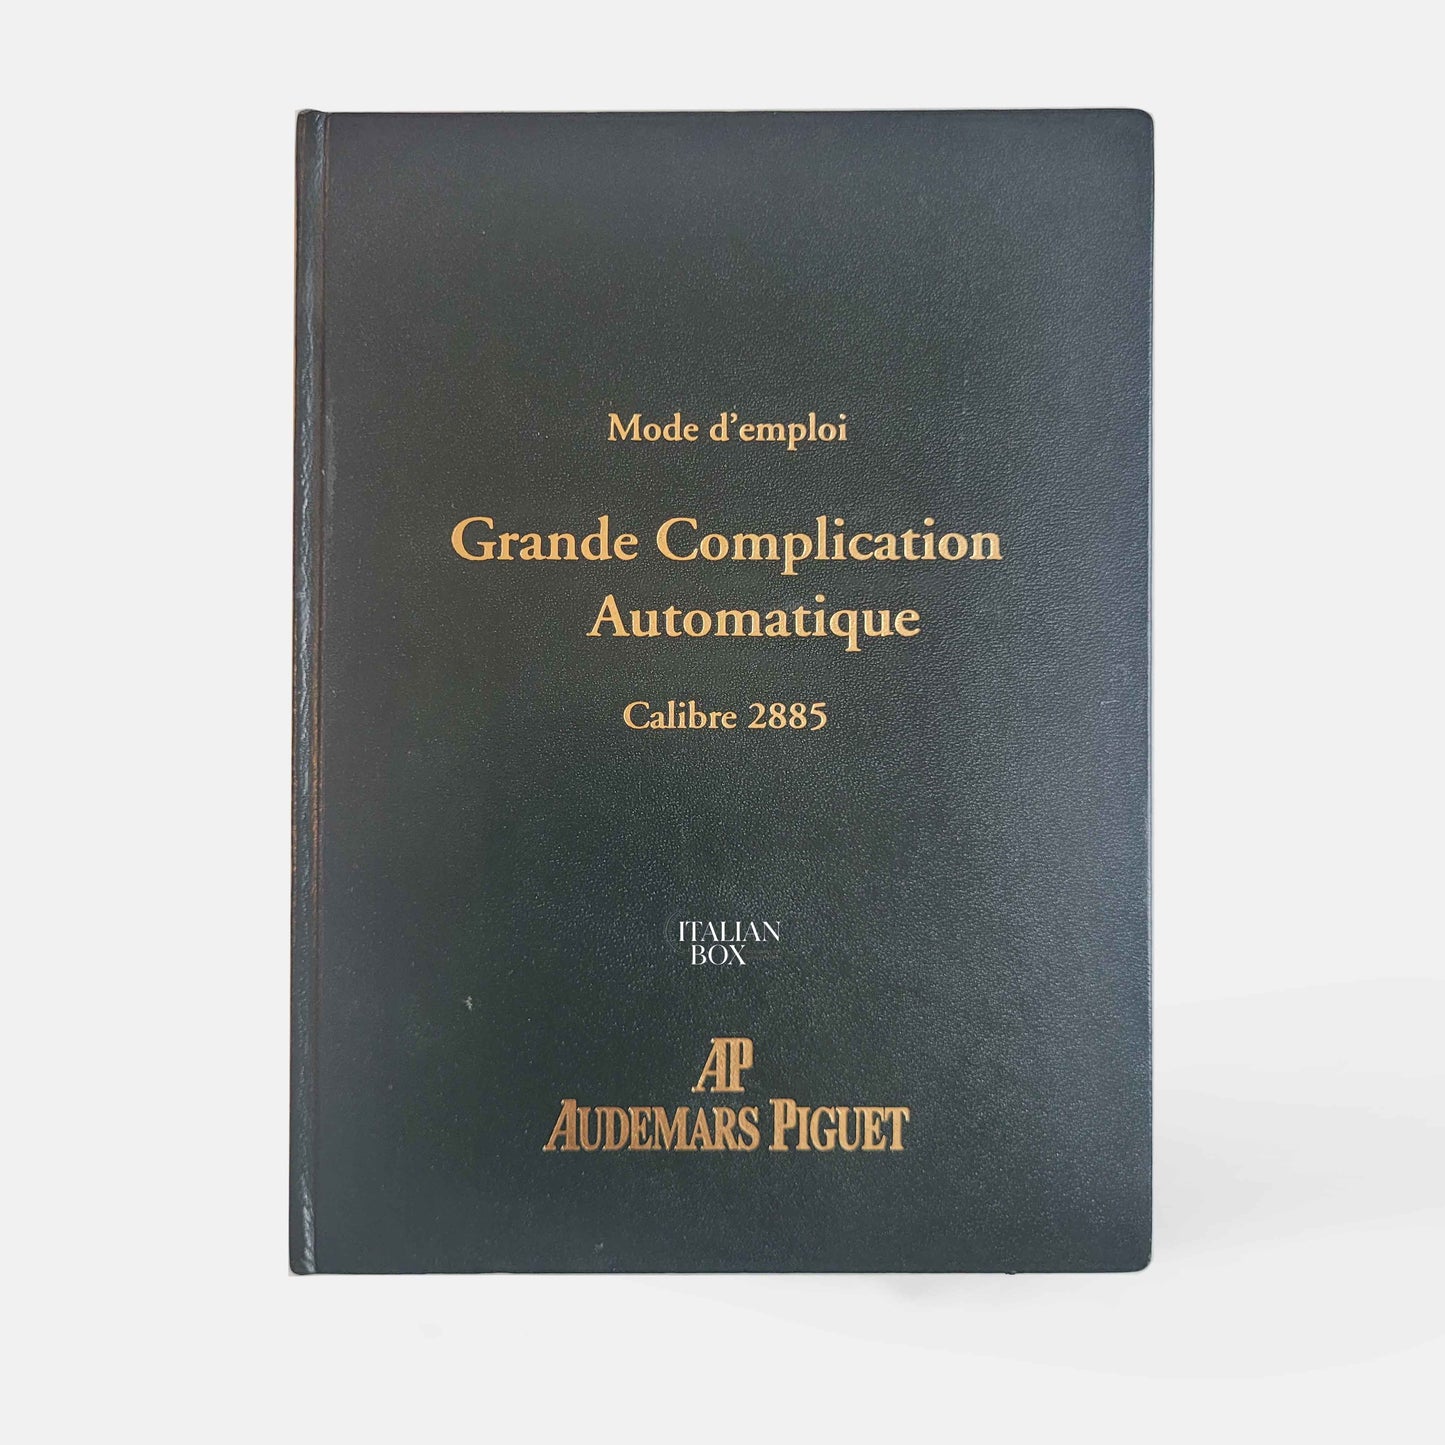 Mode d’emploi
Grande Complication
Automatique
Calibre 2885
ITALIAN
BOX
AP
AUDEMARS PIGUET